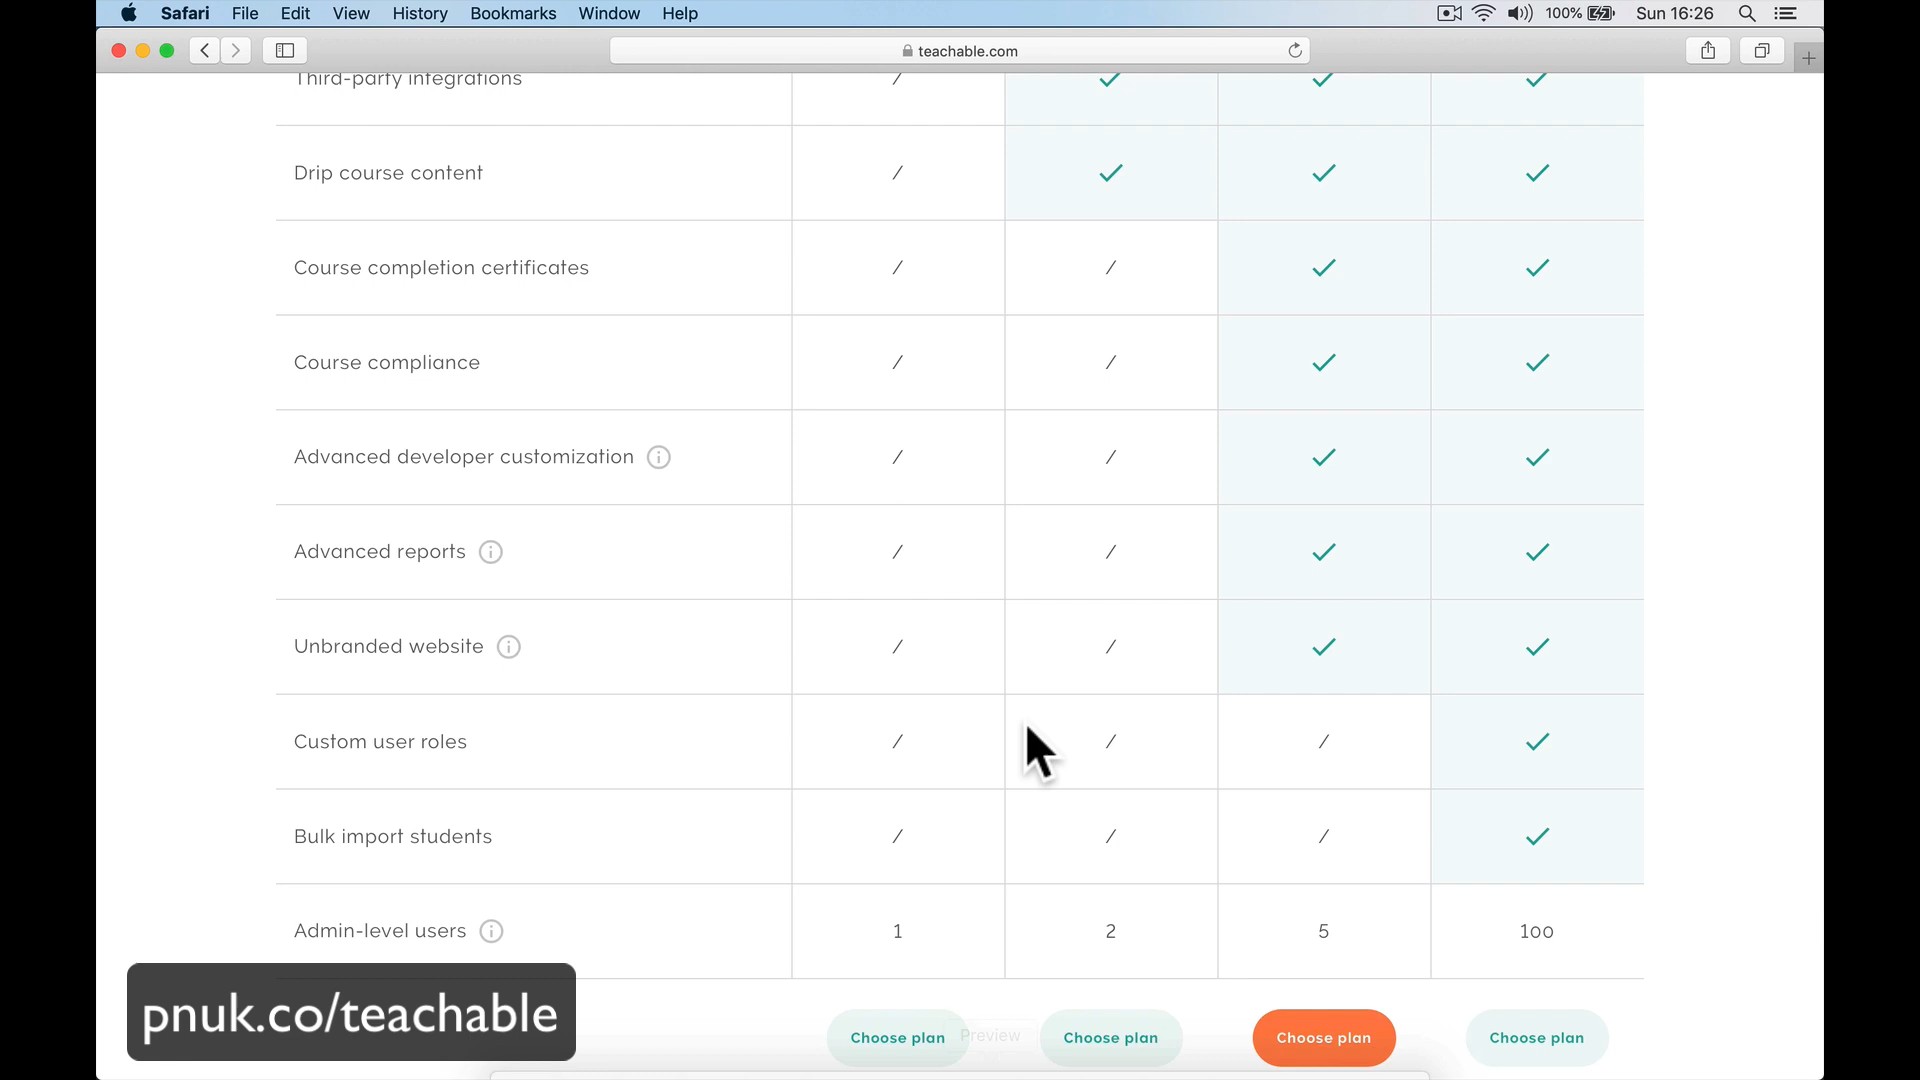 Safari File Edit View History Bookmarks Window Help 100% Sun 16:26
teachable.com
Third-party integrations /
Drip course content /
Course completion certificates / /
Course compliance / /
Advanced developer customization / /
Advanced reports / /
Unbranded website / /
Custom user roles / / /
Bulk import students / / /
Admin-level users 1 2 5 100
pnuk.co/teachable
Choose plan Preview Choose plan Choose plan Choose plan